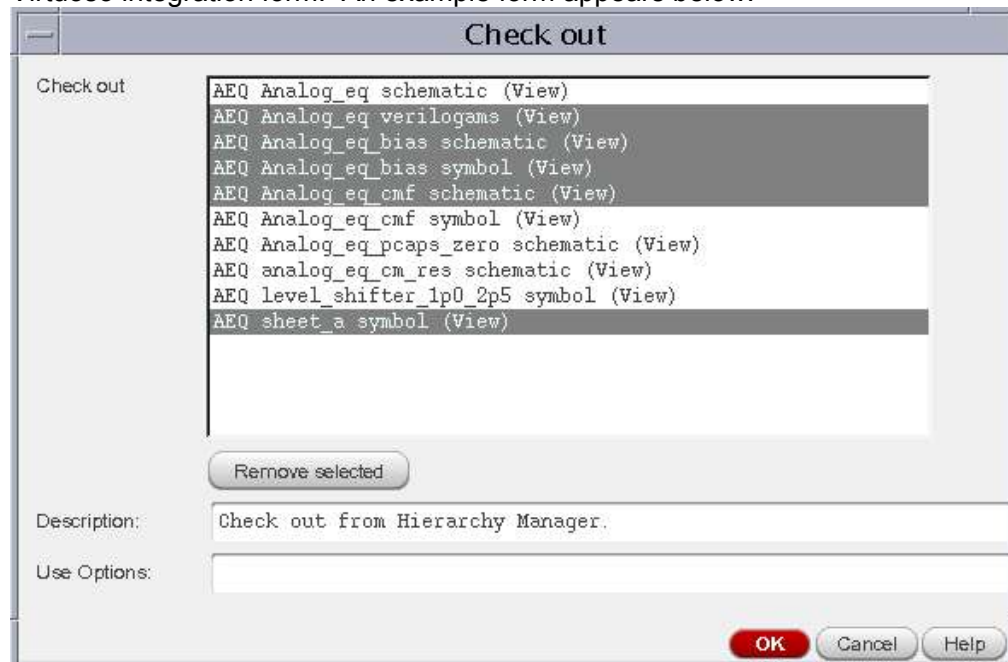 Virtuoso integration form. An example form appears below:
Check out
Check out
AEQ Analog_eq schematic (View)
AEQ Analog_eq verilogams (View)
AEQ Analog_eq_bias schematic (View)
AEQ Analog_eq_bias symbol (View)
AEQ Analog_eq_cmf schematic (View)
AEQ Analog_eq_cmf symbol (View)
AEQ Analog_eq_pcaps_zero schematic (View)
AEQ analog_eq_cm_res schematic (View)
AEQ level_shifter_1p0_2p5 symbol (View)
AEQ sheet_a symbol (View)
Remove selected
Description:
Check out from Hierarchy Manager.
Use Options:
OK Cancel Help